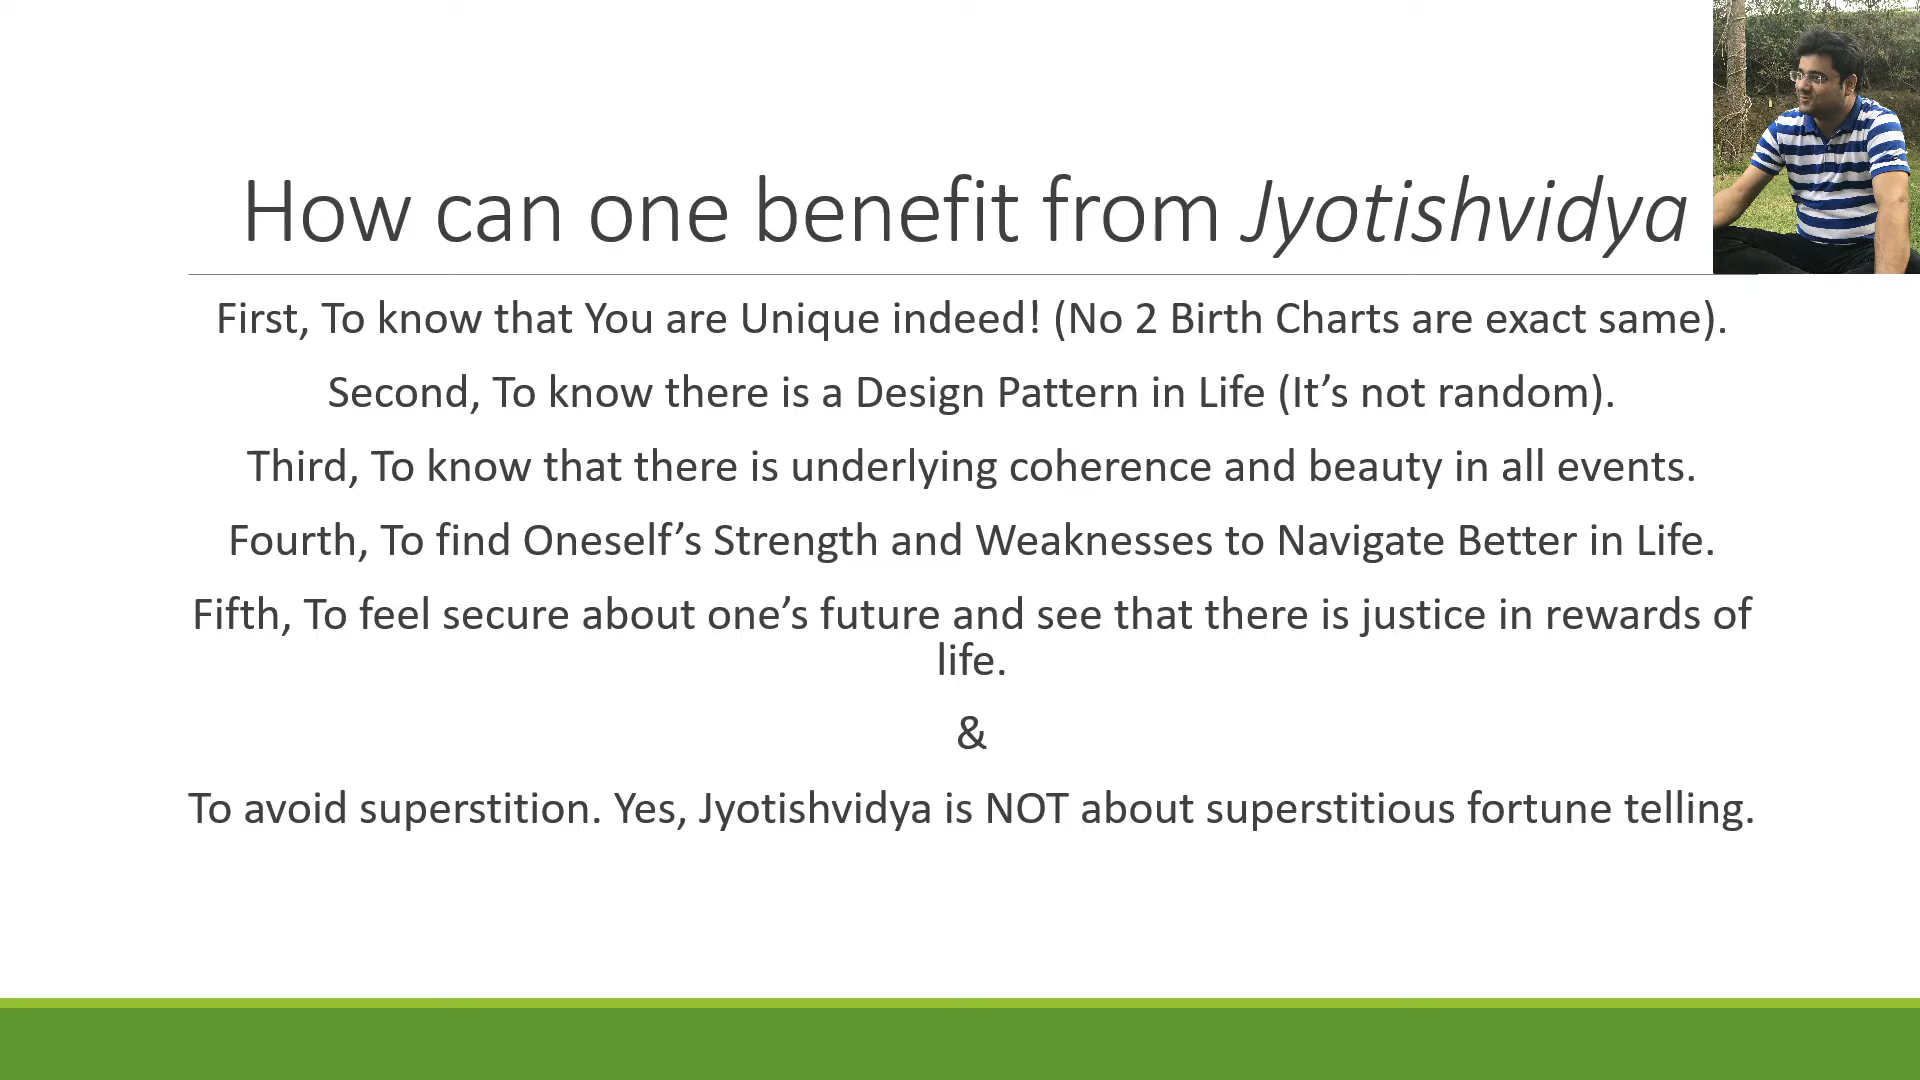 How can one benefit from Jyotishvidya
First, To know that You are Unique indeed! (No 2 Birth Charts are exact same).
Second, To know there is a Design Pattern in Life (It’s not random).
Third, To know that there is underlying coherence and beauty in all events.
Fourth, To find Oneself’s Strength and Weaknesses to Navigate Better in Life.
Fifth, To feel secure about one’s future and see that there is justice in rewards of
life.
&
To avoid superstition. Yes, Jyotishvidya is NOT about superstitious fortune telling.